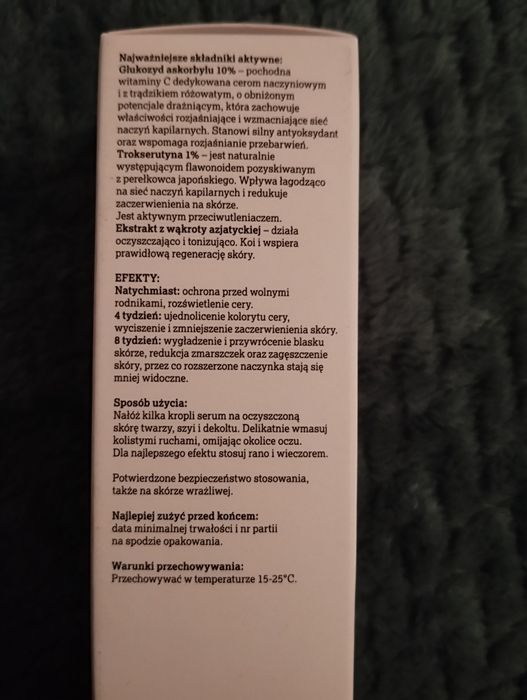 Najważniejsze składniki aktywne:
Glukozyd askorbylu 10% – pochodna
witaminy C dedykowana cerom naczyniowym
i z trądzikiem różowatym, o obniżonym
potencjale drażniącym, która zachowuje
właściwości rozjaśniające i wzmacniające sieć
naczyń kapilarnych. Stanowi silny antyoksydant
oraz wspomaga rozjaśnianie przebarwień.
Trokserutyna 1% – jest naturalnie
występującym flawonoidem pozyskiwanym
z perełkowca japońskiego. Wpływa łagodząco
na sieć naczyń kapilarnych i redukuje
zaczerwienienia na skórze.
Jest aktywnym przeciwutleniaczem.
Ekstrakt z wąkroty azjatyckiej – działa
oczyszczająco i tonizująco. Koi i wspiera
prawidłową regenerację skóry.
EFEKTY:
Natychmiast: ochrona przed wolnymi
rodnikami, rozświetlenie cery.
4 tydzień: ujednolicenie kolorytu cery,
wyciszenie i zmniejszenie zaczerwienienia skóry.
8 tydzień: wygładzenie i przywrócenie blasku
skórze, redukcja zmarszczek oraz zagęszczenie
skóry, przez co rozszerzone naczynka stają się
mniej widoczne.
Sposób użycia:
Nałóż kilka kropli serum na oczyszczoną
skórę twarzy, szyi i dekoltu. Delikatnie wmasuj
kolistymi ruchami, omijając okolice oczu.
Dla najlepszego efektu stosuj rano i wieczorem.
Potwierdzone bezpieczeństwo stosowania,
także na skórze wrażliwej.
Najlepiej zużyć przed końcem:
data minimalnej trwałości i nr partii
na spodzie opakowania.
Warunki przechowywania:
Przechowywać w temperaturze 15-25°C.